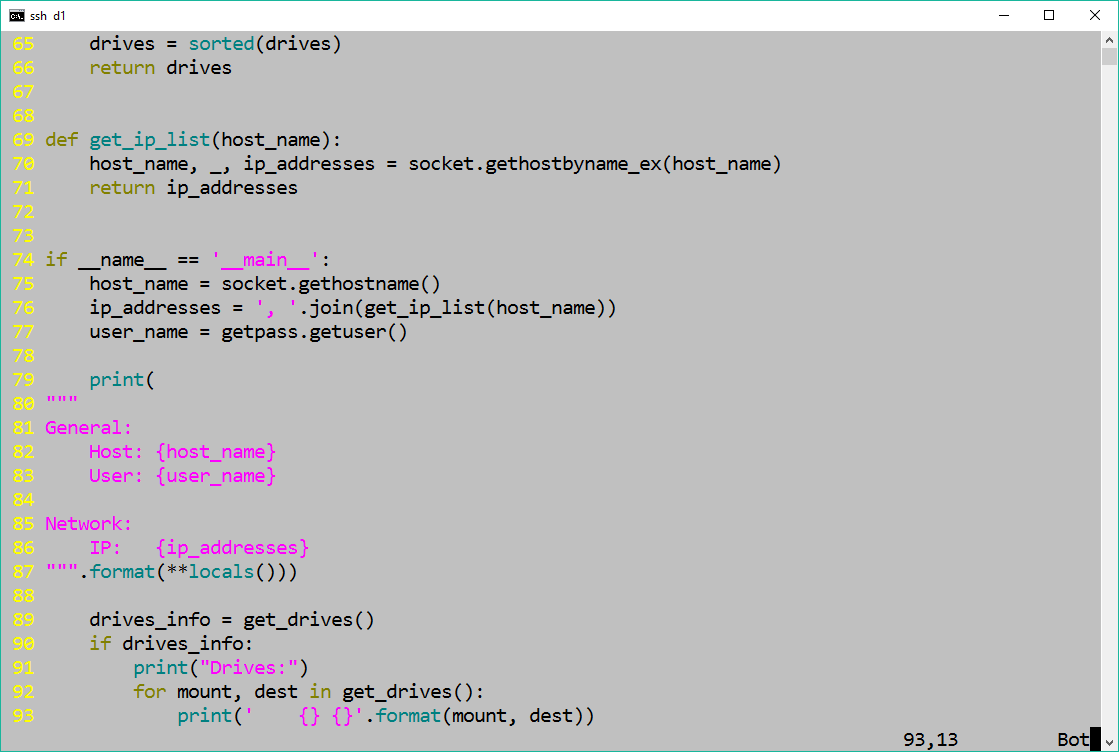 ssh d1
65     drives = sorted(drives)
66     return drives
67
68
69 def get_ip_list(host_name):
70     host_name, _, ip_addresses = socket.gethostbyname_ex(host_name)
71     return ip_addresses
72
73
74 if __name__ == '__main__':
75     host_name = socket.gethostname()
76     ip_addresses = ', '.join(get_ip_list(host_name))
77     user_name = getpass.getuser()
78
79     print(
80 """
81 General:
82     Host: {host_name}
83     User: {user_name}
84
85 Network:
86     IP:   {ip_addresses}
87 """.format(**locals()))
88
89     drives_info = get_drives()
90     if drives_info:
91         print("Drives:")
92         for mount, dest in get_drives():
93             print('    {} {}'.format(mount, dest))
93,13         Bot